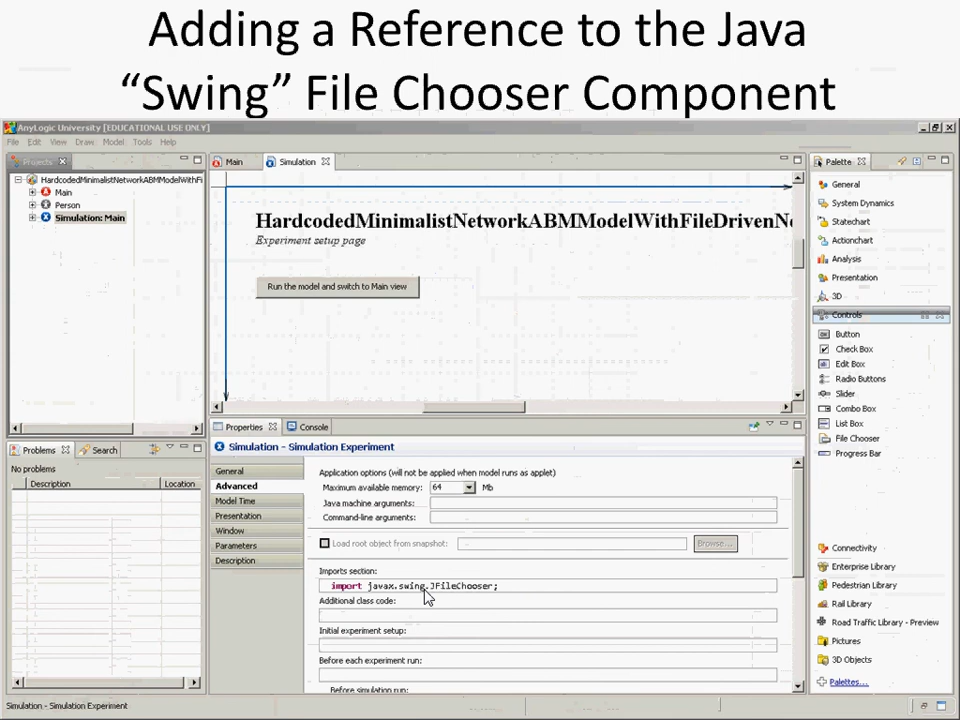 Adding a Reference to the Java
“Swing” File Chooser Component
AnyLogic University [EDUCATIONAL USE ONLY]
File Edit View Draw Model Tools Help
Projects
HardcodedMinimalistNetworkABMModelWithFi
Main
Person
Simulation: Main
Main Simulation
HardcodedMinimalistNetworkABMModelWithFileDrivenNe
Experiment setup page
Run the model and switch to Main view
Palette
General
System Dynamics
Statechart
Actionchart
Analysis
Presentation
3D
Controls
Button
Check Box
Edit Box
Radio Buttons
Slider
Combo Box
List Box
File Chooser
Progress Bar
Connectivity
Enterprise Library
Pedestrian Library
Rail Library
Road Traffic Library - Preview
Pictures
3D Objects
Palettes...
Problems Search
No problems
Description Location
Properties Console
Simulation - Simulation Experiment
General
Advanced
Model Time
Presentation
Window
Parameters
Description
Application options (will not be applied when model runs as applet)
Maximum available memory: 64 Mb
Java machine arguments:
Command-line arguments:
Load root object from snapshot: Browse...
Imports section:
import javax.swing.JFileChooser;
Additional class code:
Initial experiment setup:
Before each experiment run:
Before simulation run:
Simulation - Simulation Experiment